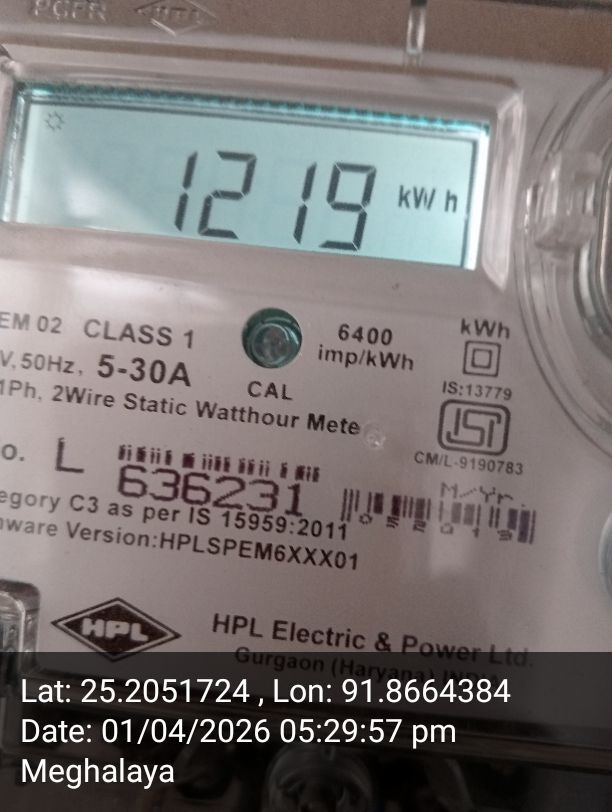 1219 kWh
EM 02 CLASS 1
6400
imp/kWh
kWh
V, 50Hz, 5-30A
CAL
IS:13779
1Ph, 2Wire Static Watthour Mete
ISI
CM/L-9190783
o. L 636231
M/Yr.
egory C3 as per IS 15959:2011
ware Version:HPLSPEM6XXX01
HPL
HPL Electric & Power Ltd.
Gurgaon (Haryana)
Lat: 25.2051724 , Lon: 91.8664384
Date: 01/04/2026 05:29:57 pm
Meghalaya